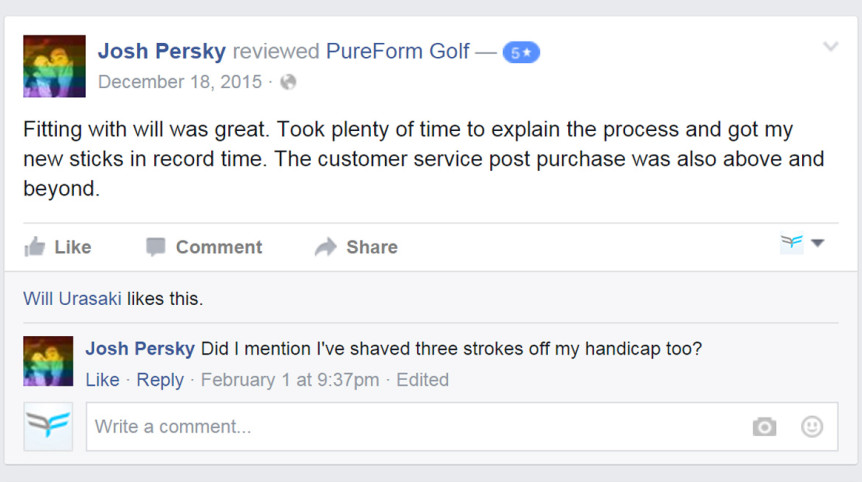 Josh Persky reviewed PureForm Golf — 5★
December 18, 2015 ·
Fitting with will was great. Took plenty of time to explain the process and got my
new sticks in record time. The customer service post purchase was also above and
beyond.
Like Comment Share
Will Urasaki likes this.
Josh Persky Did I mention I've shaved three strokes off my handicap too?
Like · Reply · February 1 at 9:37pm · Edited
Write a comment...